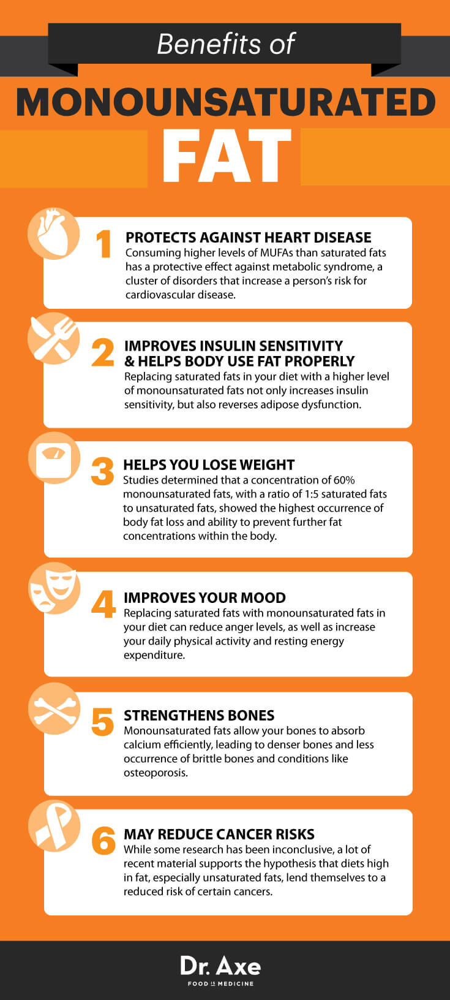 Benefits of
MONOUNSATURATED
FAT
1 PROTECTS AGAINST HEART DISEASE
Consuming higher levels of MUFAs than saturated fats
has a protective effect against metabolic syndrome, a
cluster of disorders that increase a person's risk for
cardiovascular disease.
2 IMPROVES INSULIN SENSITIVITY
& HELPS BODY USE FAT PROPERLY
Replacing saturated fats in your diet with a higher level
of monounsaturated fats not only increases insulin
sensitivity, but also reverses adipose dysfunction.
3 HELPS YOU LOSE WEIGHT
Studies determined that a concentration of 60%
monounsaturated fats, with a ratio of 1:5 saturated fats
to unsaturated fats, showed the highest occurrence of
body fat loss and ability to prevent further fat
concentrations within the body.
4 IMPROVES YOUR MOOD
Replacing saturated fats with monounsaturated fats in
your diet can reduce anger levels, as well as increase
your daily physical activity and resting energy
expenditure.
5 STRENGTHENS BONES
Monounsaturated fats allow your bones to absorb
calcium efficiently, leading to denser bones and less
occurrence of brittle bones and conditions like
osteoporosis.
6 MAY REDUCE CANCER RISKS
While some research has been inconclusive, a lot of
recent material supports the hypothesis that diets high
in fat, especially unsaturated fats, lend themselves to a
reduced risk of certain cancers.
Dr. Axe
FOOD IS MEDICINE